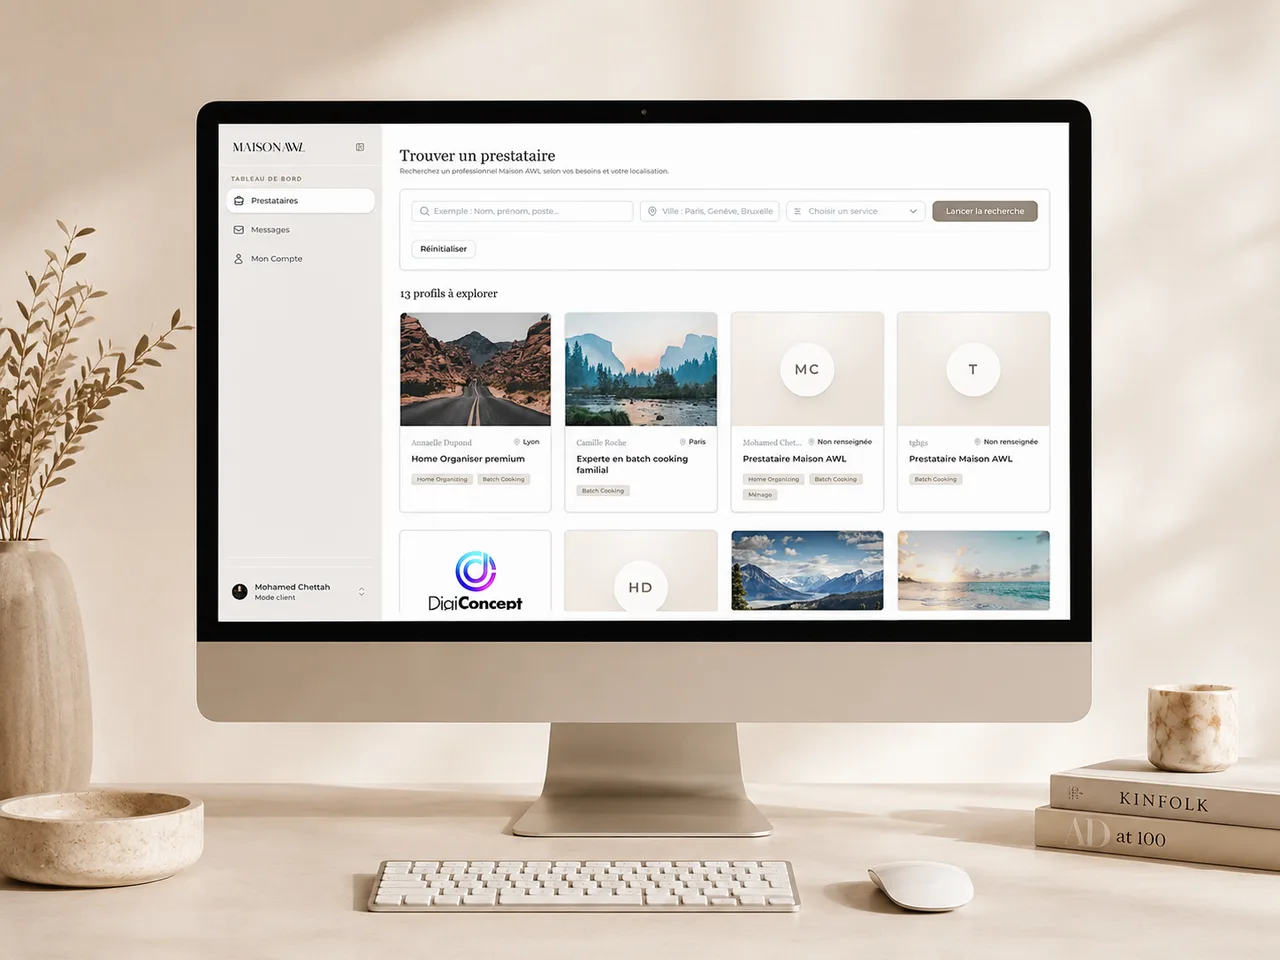 MAISON AWL
TABLEAU DE BORD
Prestataires
Messages
Mon Compte
Mohamed Chettah
Mode client
Trouver un prestataire
Recherchez un professionnel Maison AWL selon vos besoins et votre localisation.
Exemple : Nom, prénom, poste...
Ville : Paris, Genève, Bruxelle
Choisir un service
Lancer la recherche
Réinitialiser
13 profils à explorer
Annaelle Dupond
Lyon
Home Organiser premium
Home Organizing
Batch Cooking
Camille Roche
Paris
Experte en batch cooking
familial
Batch Cooking
MC
Mohamed Chet...
Non renseignée
Prestataire Maison AWL
Home Organizing
Batch Cooking
Ménage
T
tgbgs
Non renseignée
Prestataire Maison AWL
Batch Cooking
DigiConcept
HD
KINFOLK
AD at 100